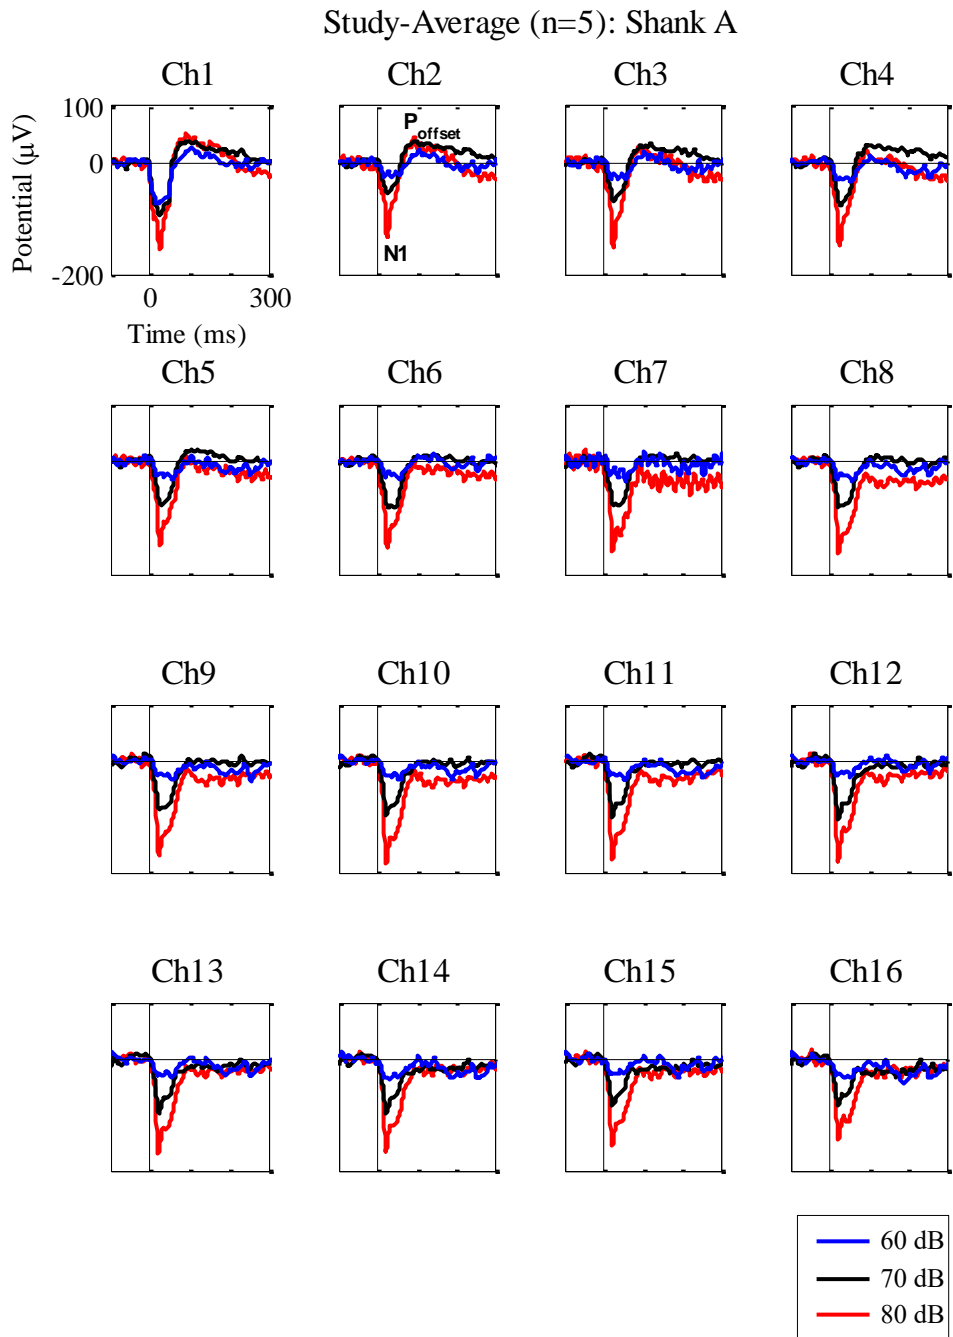 Study-Average (n=5): Shank A
Ch1 Ch2 Ch3 Ch4
Potential (μV)
100
0
-200
0 300
Time (ms)
P_offset
N1
Ch5 Ch6 Ch7 Ch8
Ch9 Ch10 Ch11 Ch12
Ch13 Ch14 Ch15 Ch16
60 dB
70 dB
80 dB